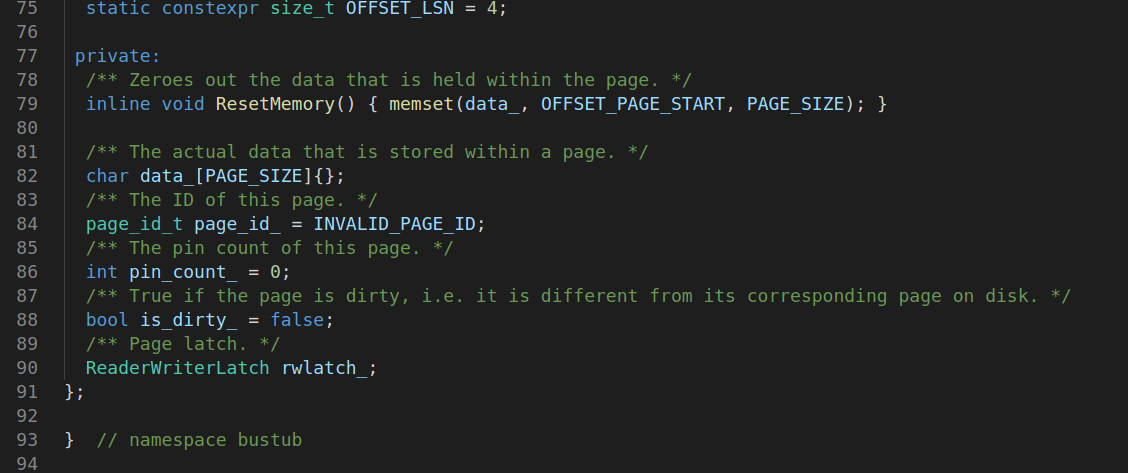 75 static constexpr size_t OFFSET_LSN = 4;
76
77 private:
78 /** Zeroes out the data that is held within the page. */
79 inline void ResetMemory() { memset(data_, OFFSET_PAGE_START, PAGE_SIZE); }
80
81 /** The actual data that is stored within a page. */
82 char data_[PAGE_SIZE]{};
83 /** The ID of this page. */
84 page_id_t page_id_ = INVALID_PAGE_ID;
85 /** The pin count of this page. */
86 int pin_count_ = 0;
87 /** True if the page is dirty, i.e. it is different from its corresponding page on disk. */
88 bool is_dirty_ = false;
89 /** Page latch. */
90 ReaderWriterLatch rwlatch_;
91 };
92
93 } // namespace bustub
94